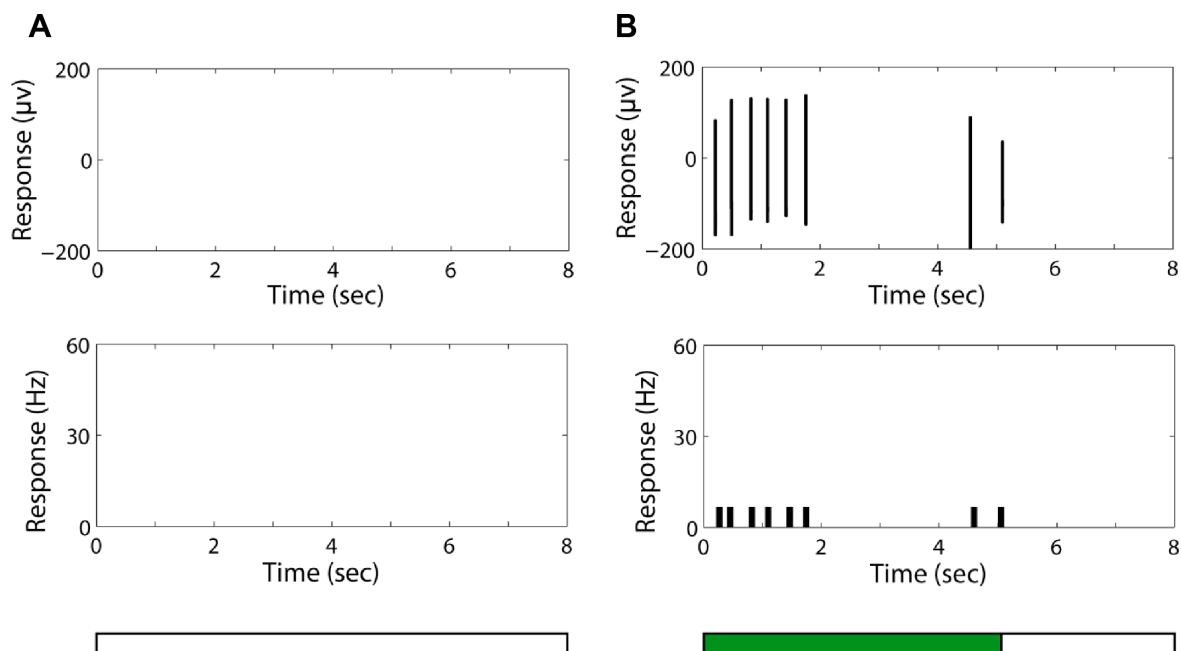 A
B
200
0
−200
Response (μv)
0 2 4 6 8
Time (sec)
200
0
−200
Response (μv)
0 2 4 6 8
Time (sec)
60
30
0
Response (Hz)
0 2 4 6 8
Time (sec)
60
30
0
Response (Hz)
0 2 4 6 8
Time (sec)